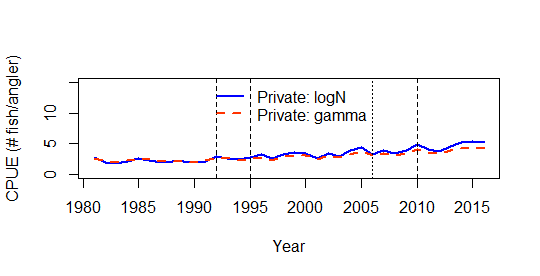 CPUE (# fish/angler)
10
5
0
Private: logN
Private: gamma
1980 1985 1990 1995 2000 2005 2010 2015
Year